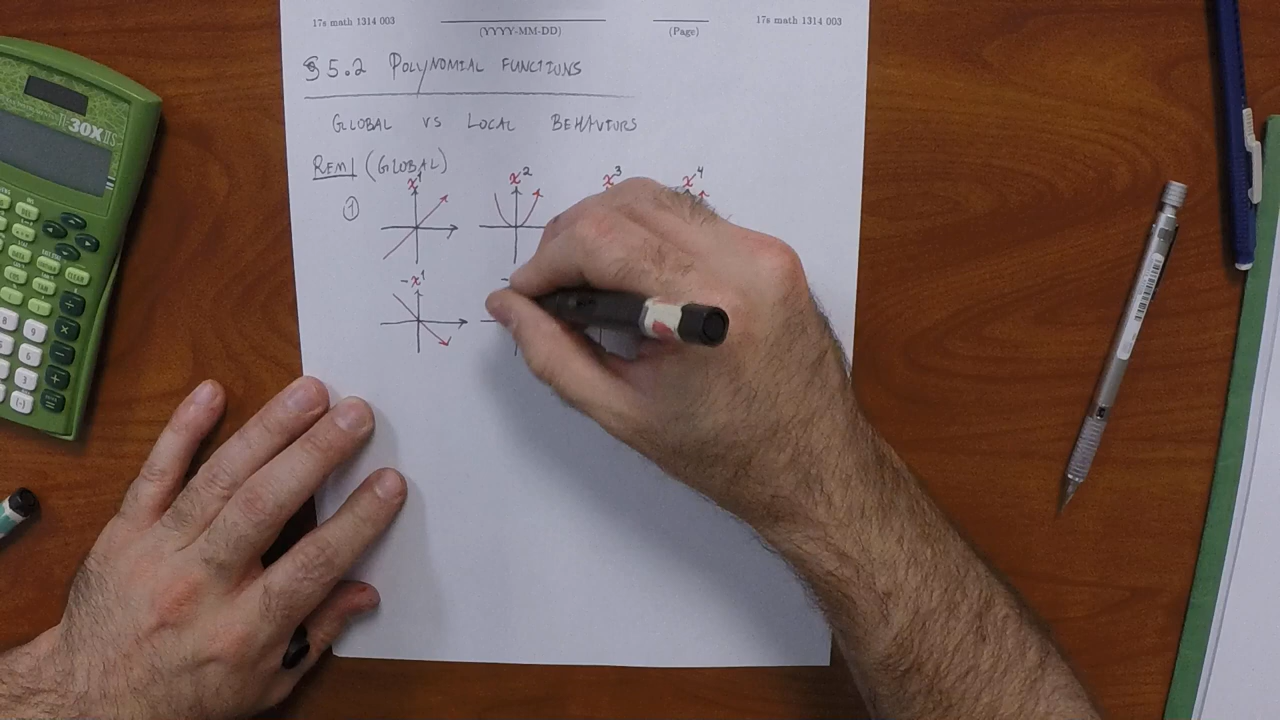 17s math 1314 003 (YYYY-MM-DD) (Page) 17s math 1314 003
§ 5.2 POLYNOMIAL FUNCTIONS
GLOBAL VS LOCAL BEHAVIORS
REM (GLOBAL)
x¹ x² x³ x⁴
①
-x¹
TI-30X IIS